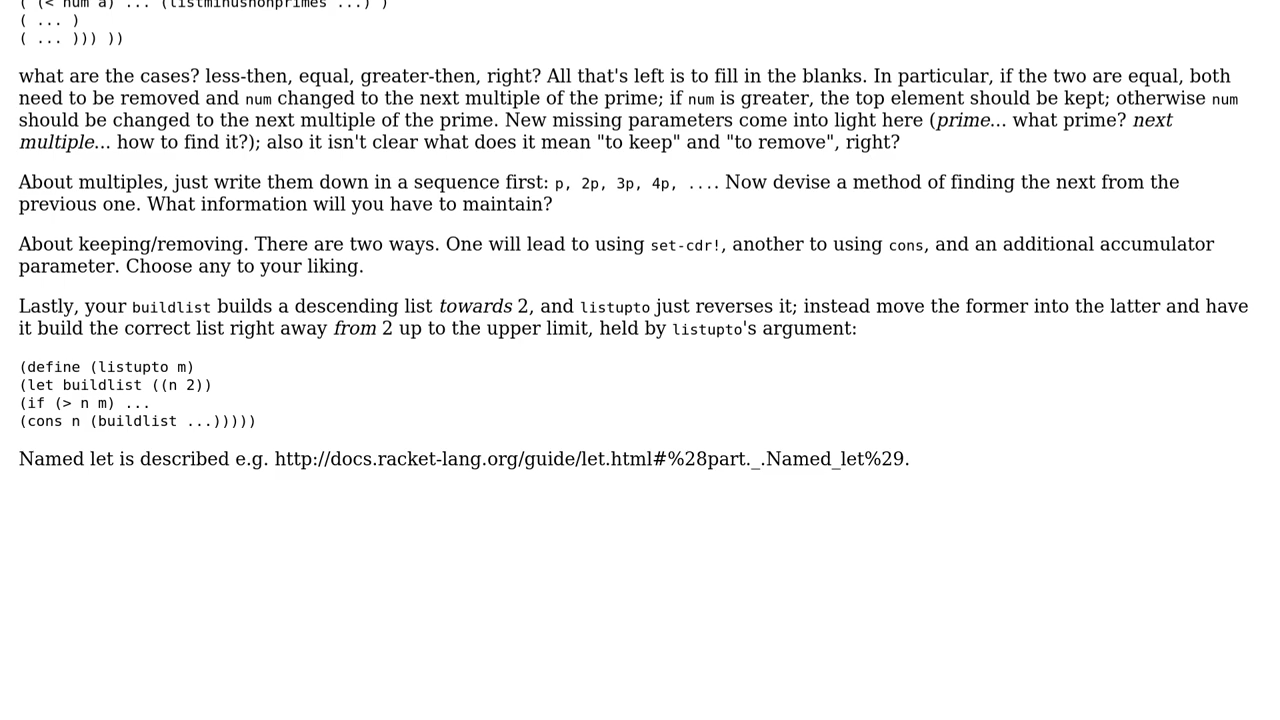 ( (< num a) ... (listminusnonprimes ...) )
( ... )
( ... ))) ))
what are the cases? less-then, equal, greater-then, right? All that's left is to fill in the blanks. In particular, if the two are equal, both
need to be removed and num changed to the next multiple of the prime; if num is greater, the top element should be kept; otherwise num
should be changed to the next multiple of the prime. New missing parameters come into light here (prime... what prime? next
multiple... how to find it?); also it isn't clear what does it mean "to keep" and "to remove", right?
About multiples, just write them down in a sequence first: p, 2p, 3p, 4p, .... Now devise a method of finding the next from the
previous one. What information will you have to maintain?
About keeping/removing. There are two ways. One will lead to using set-cdr!, another to using cons, and an additional accumulator
parameter. Choose any to your liking.
Lastly, your buildlist builds a descending list towards 2, and listupto just reverses it; instead move the former into the latter and have
it build the correct list right away from 2 up to the upper limit, held by listupto's argument:
(define (listupto m)
(let buildlist ((n 2))
(if (> n m) ...
(cons n (buildlist ...)))))
Named let is described e.g. http://docs.racket-lang.org/guide/let.html#%28part._.Named_let%29.